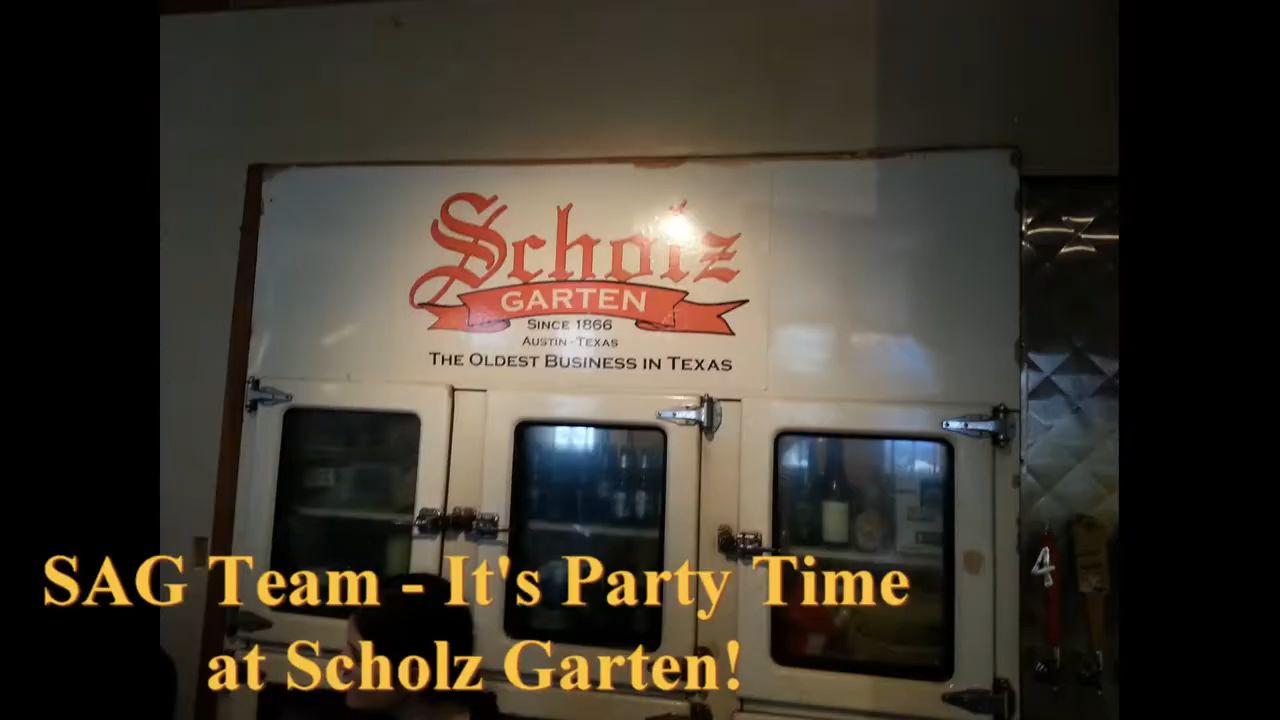 Scholz
GARTEN
SINCE 1866
AUSTIN - TEXAS
THE OLDEST BUSINESS IN TEXAS
4
SAG Team - It's Party Time
at Scholz Garten!